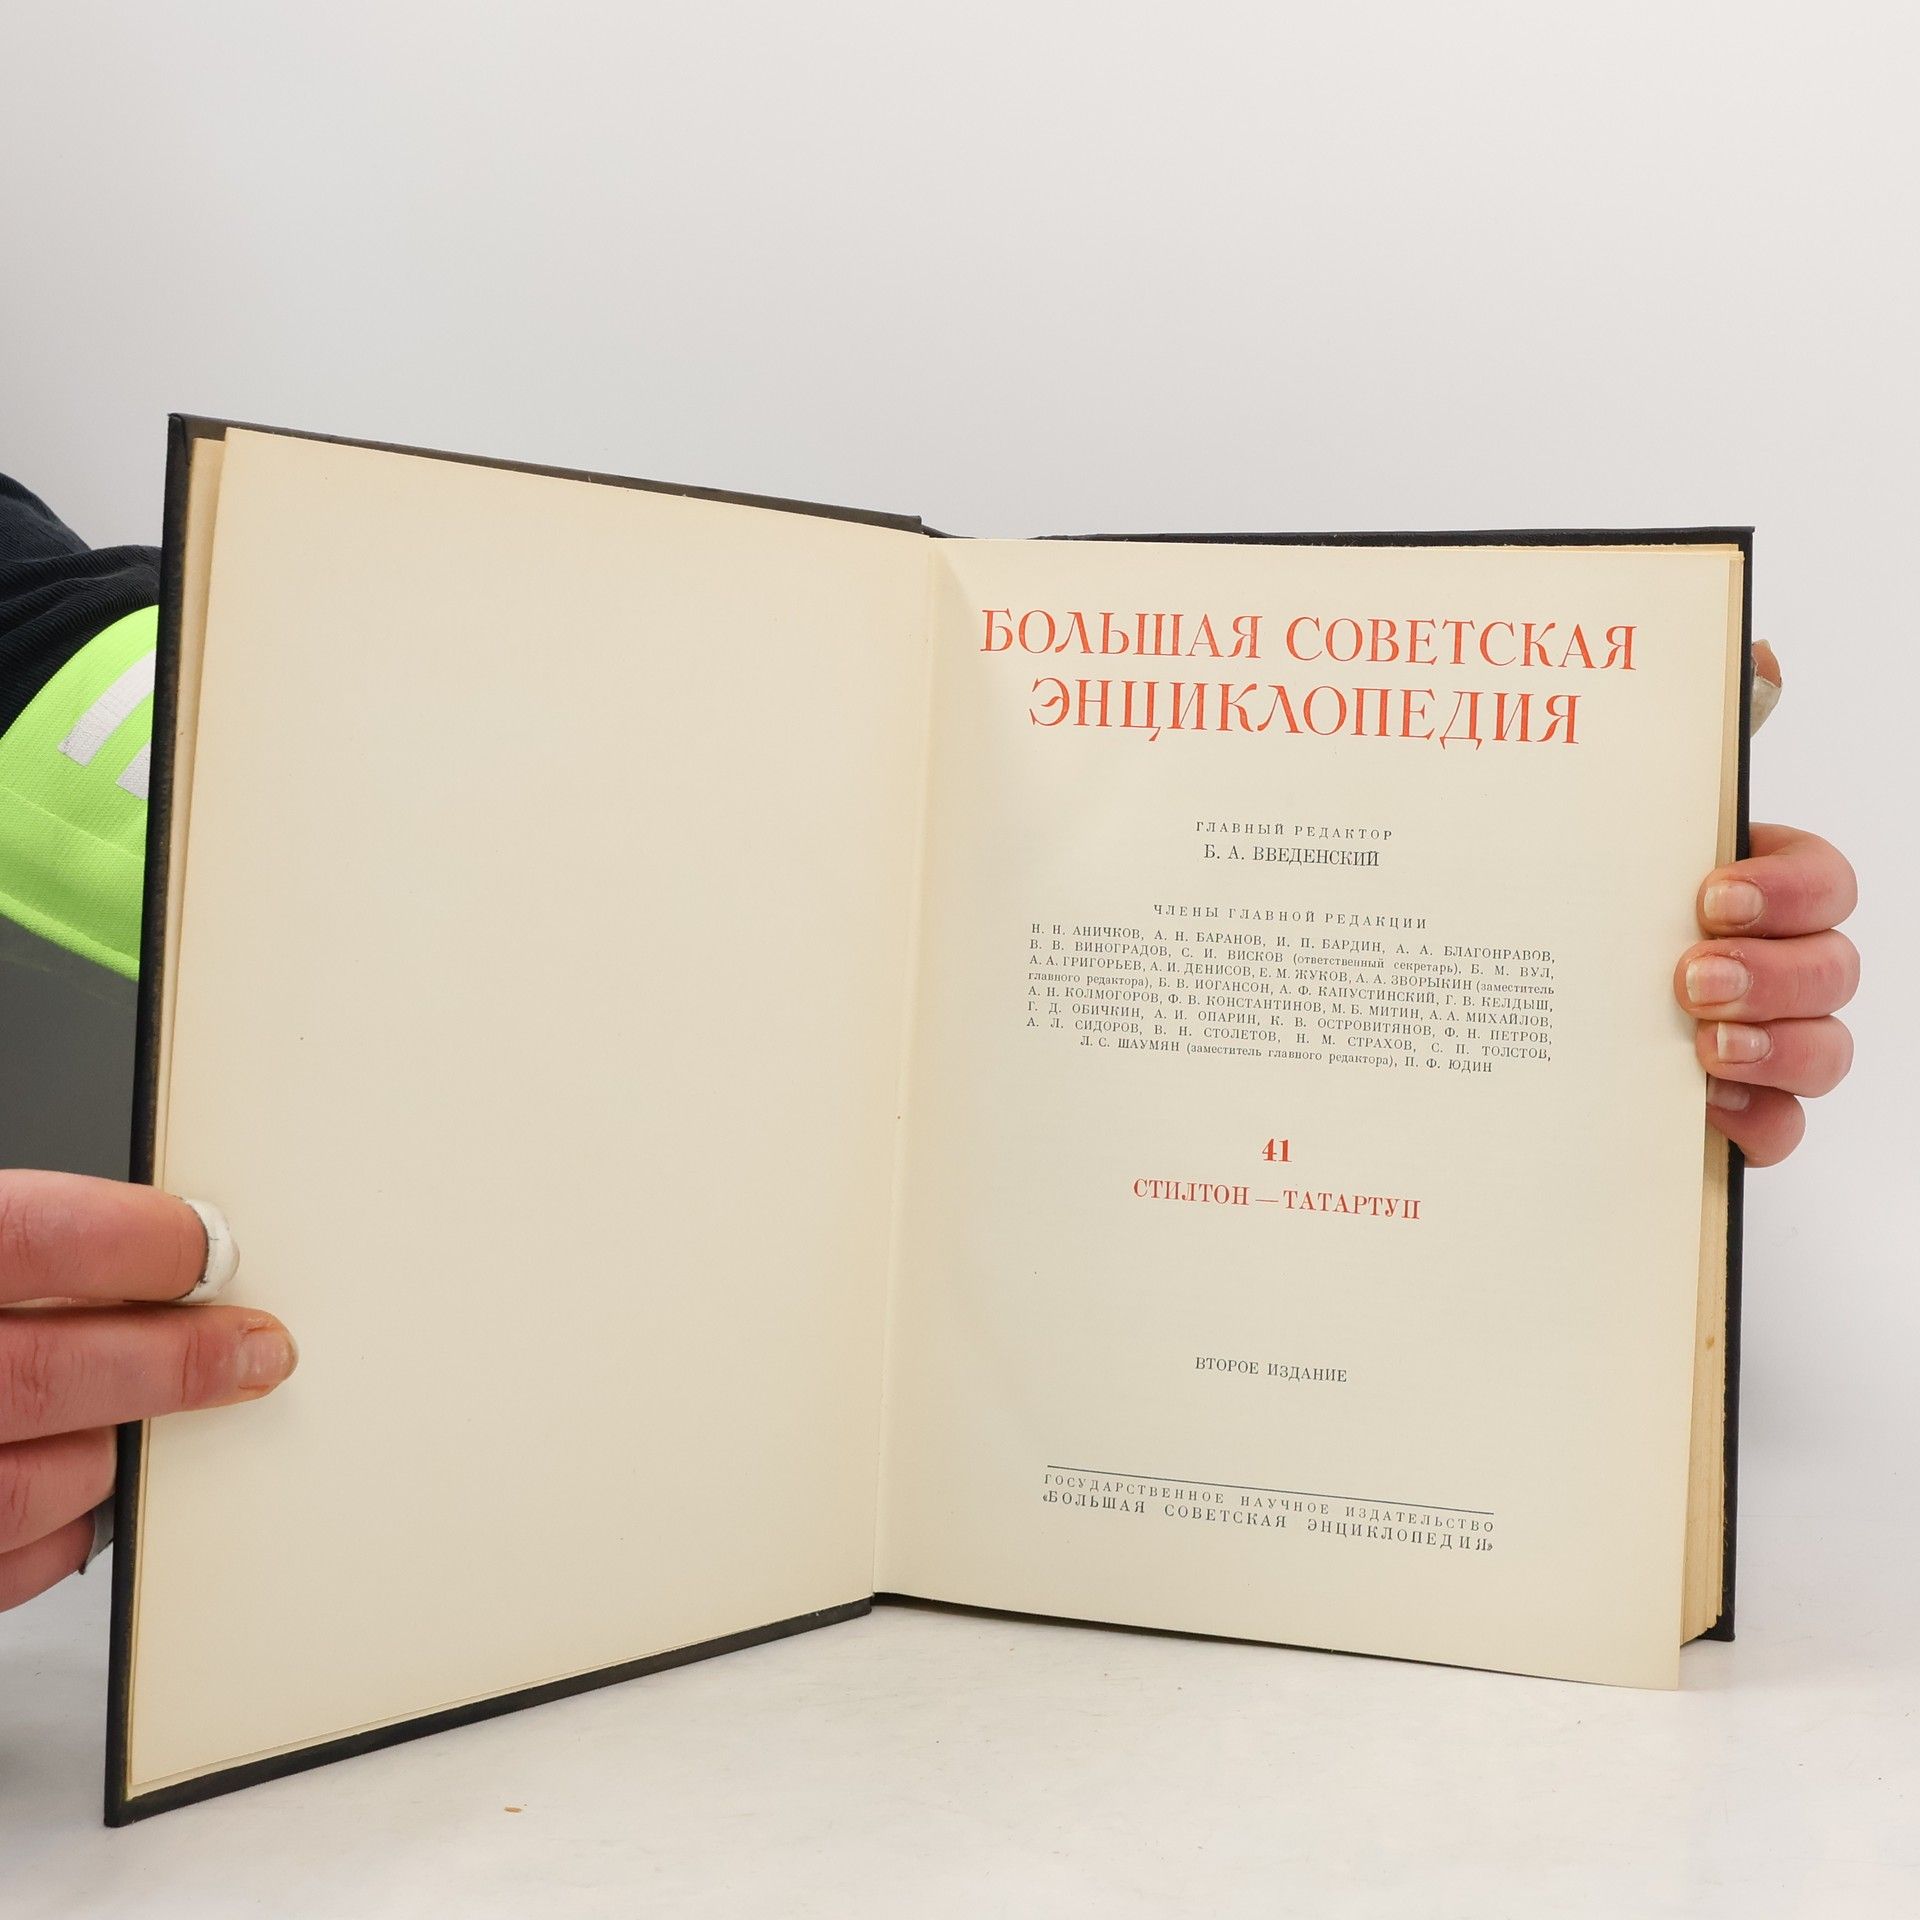 БОЛЬШАЯ СОВЕТСКАЯ
ЭНЦИКЛОПЕДИЯ
ГЛАВНЫЙ РЕДАКТОР
Б. А. ВВЕДЕНСКИЙ
ЧЛЕНЫ ГЛАВНОЙ РЕДАКЦИИ
Н. Н. АНИЧКОВ, А. Н. БАРАНОВ, И. П. БАРДИН, А. А. БЛАГОНРАВОВ,
В. В. ВИНОГРАДОВ, С. И. ВИСКОВ (ответственный секретарь), Б. М. ВУЛ,
А. А. ГРИГОРЬЕВ, А. И. ДЕНИСОВ, Е. М. ЖУКОВ, А. А. ЗВОРЫКИН (заместитель
главного редактора), Б. В. ИОГАНСОН, А. Ф. КАПУСТИНСКИЙ, Г. В. КЕЛДЫШ,
А. Н. КОЛМОГОРОВ, Ф. В. КОНСТАНТИНОВ, М. Б. МИТИН, А. А. МИХАЙЛОВ,
Г. Д. ОБИЧКИН, А. И. ОПАРИН, К. В. ОСТРОВИТЯНОВ, Ф. Н. ПЕТРОВ,
А. Л. СИДОРОВ, В. Н. СТОЛЕТОВ, Н. М. СТРАХОВ, С. П. ТОЛСТОВ,
Л. С. ШАУМЯН (заместитель главного редактора), П. Ф. ЮДИН
41
СТИЛТОН — ТАТАРТУП
ВТОРОЕ ИЗДАНИЕ
ГОСУДАРСТВЕННОЕ НАУЧНОЕ ИЗДАТЕЛЬСТВО
«БОЛЬШАЯ СОВЕТСКАЯ ЭНЦИКЛОПЕДИЯ»